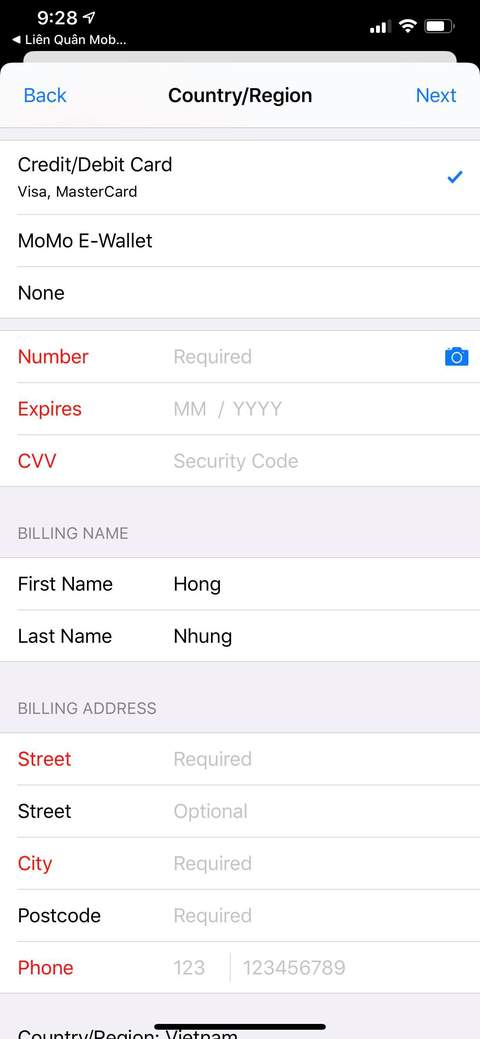 9:28
◀ Liên Quân Mob...
Back Country/Region Next
Credit/Debit Card
Visa, MasterCard
MoMo E-Wallet
None
Number Required
Expires MM / YYYY
CVV Security Code
BILLING NAME
First Name Hong
Last Name Nhung
BILLING ADDRESS
Street Required
Street Optional
City Required
Postcode Required
Phone 123 123456789
Country/Region: Vietnam